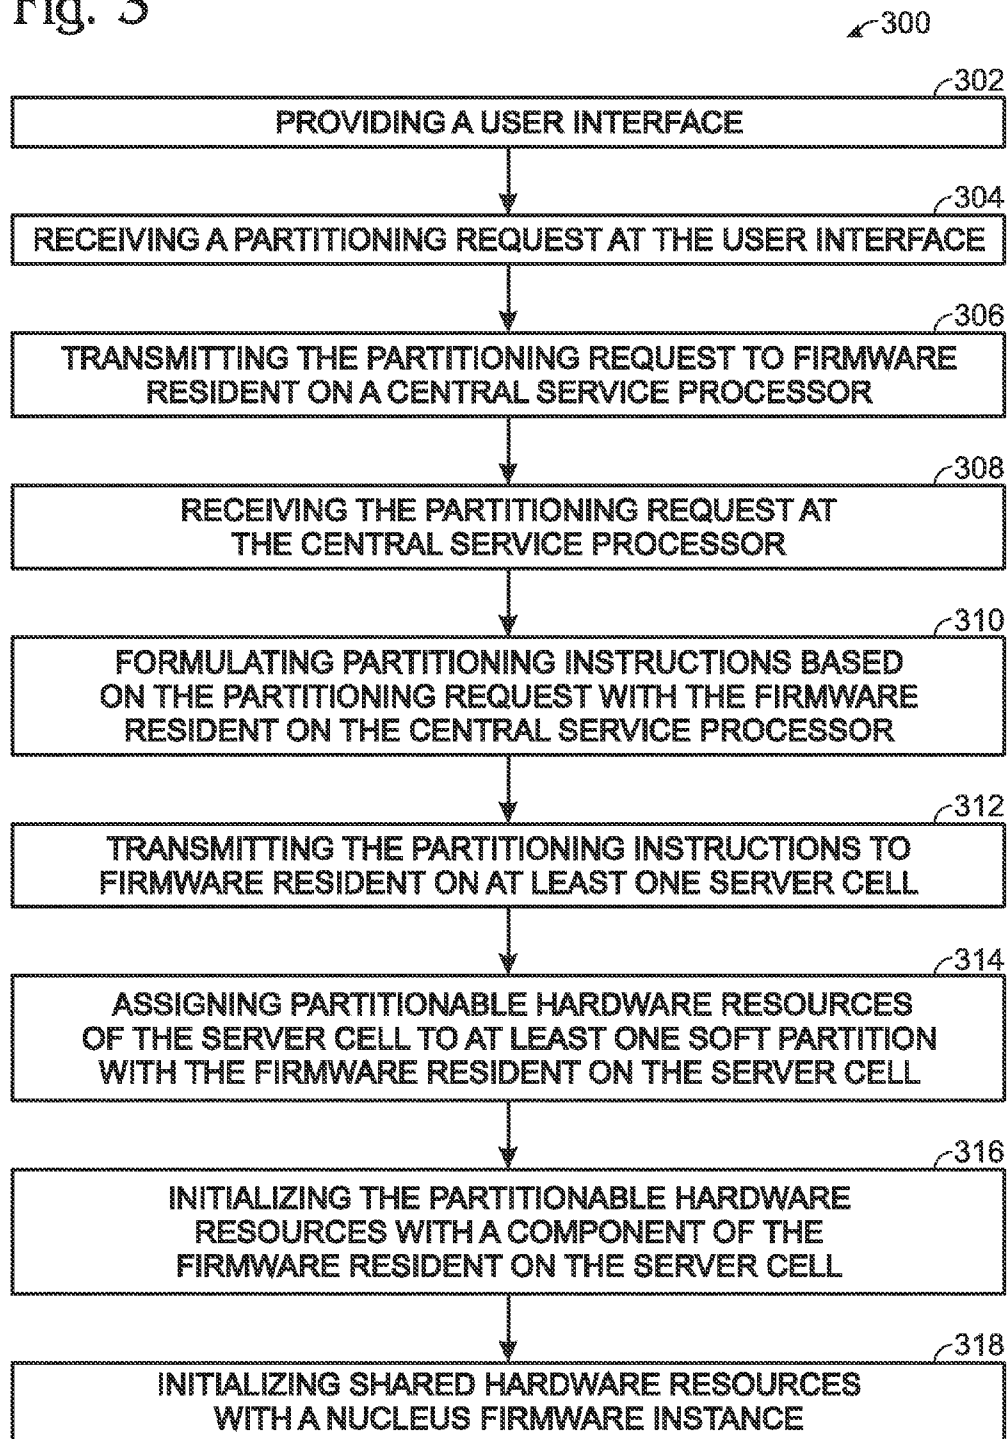 Fig. 3
300
302
PROVIDING A USER INTERFACE
304
RECEIVING A PARTITIONING REQUEST AT THE USER INTERFACE
306
TRANSMITTING THE PARTITIONING REQUEST TO FIRMWARE
RESIDENT ON A CENTRAL SERVICE PROCESSOR
308
RECEIVING THE PARTITIONING REQUEST AT
THE CENTRAL SERVICE PROCESSOR
310
FORMULATING PARTITIONING INSTRUCTIONS BASED
ON THE PARTITIONING REQUEST WITH THE FIRMWARE
RESIDENT ON THE CENTRAL SERVICE PROCESSOR
312
TRANSMITTING THE PARTITIONING INSTRUCTIONS TO
FIRMWARE RESIDENT ON AT LEAST ONE SERVER CELL
314
ASSIGNING PARTITIONABLE HARDWARE RESOURCES
OF THE SERVER CELL TO AT LEAST ONE SOFT PARTITION
WITH THE FIRMWARE RESIDENT ON THE SERVER CELL
316
INITIALIZING THE PARTITIONABLE HARDWARE
RESOURCES WITH A COMPONENT OF THE
FIRMWARE RESIDENT ON THE SERVER CELL
318
INITIALIZING SHARED HARDWARE RESOURCES
WITH A NUCLEUS FIRMWARE INSTANCE